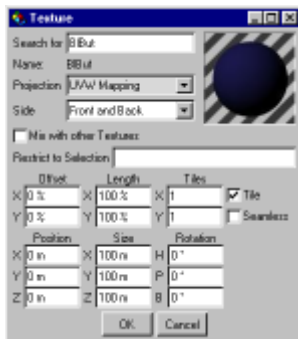 Texture
Search for BlBut
Name: BlBut
Projection UVW Mapping
Side Front and Back
Mix with other Textures
Restrict to Selection
Offset Length Tiles
X 0 % X 100 % X 1 Tile
Y 0 % Y 100 % Y 1 Seamless
Position Size Rotation
X 0 m X 100 m H 0 °
Y 0 m Y 100 m P 0 °
Z 0 m Z 100 m B 0 °
OK Cancel